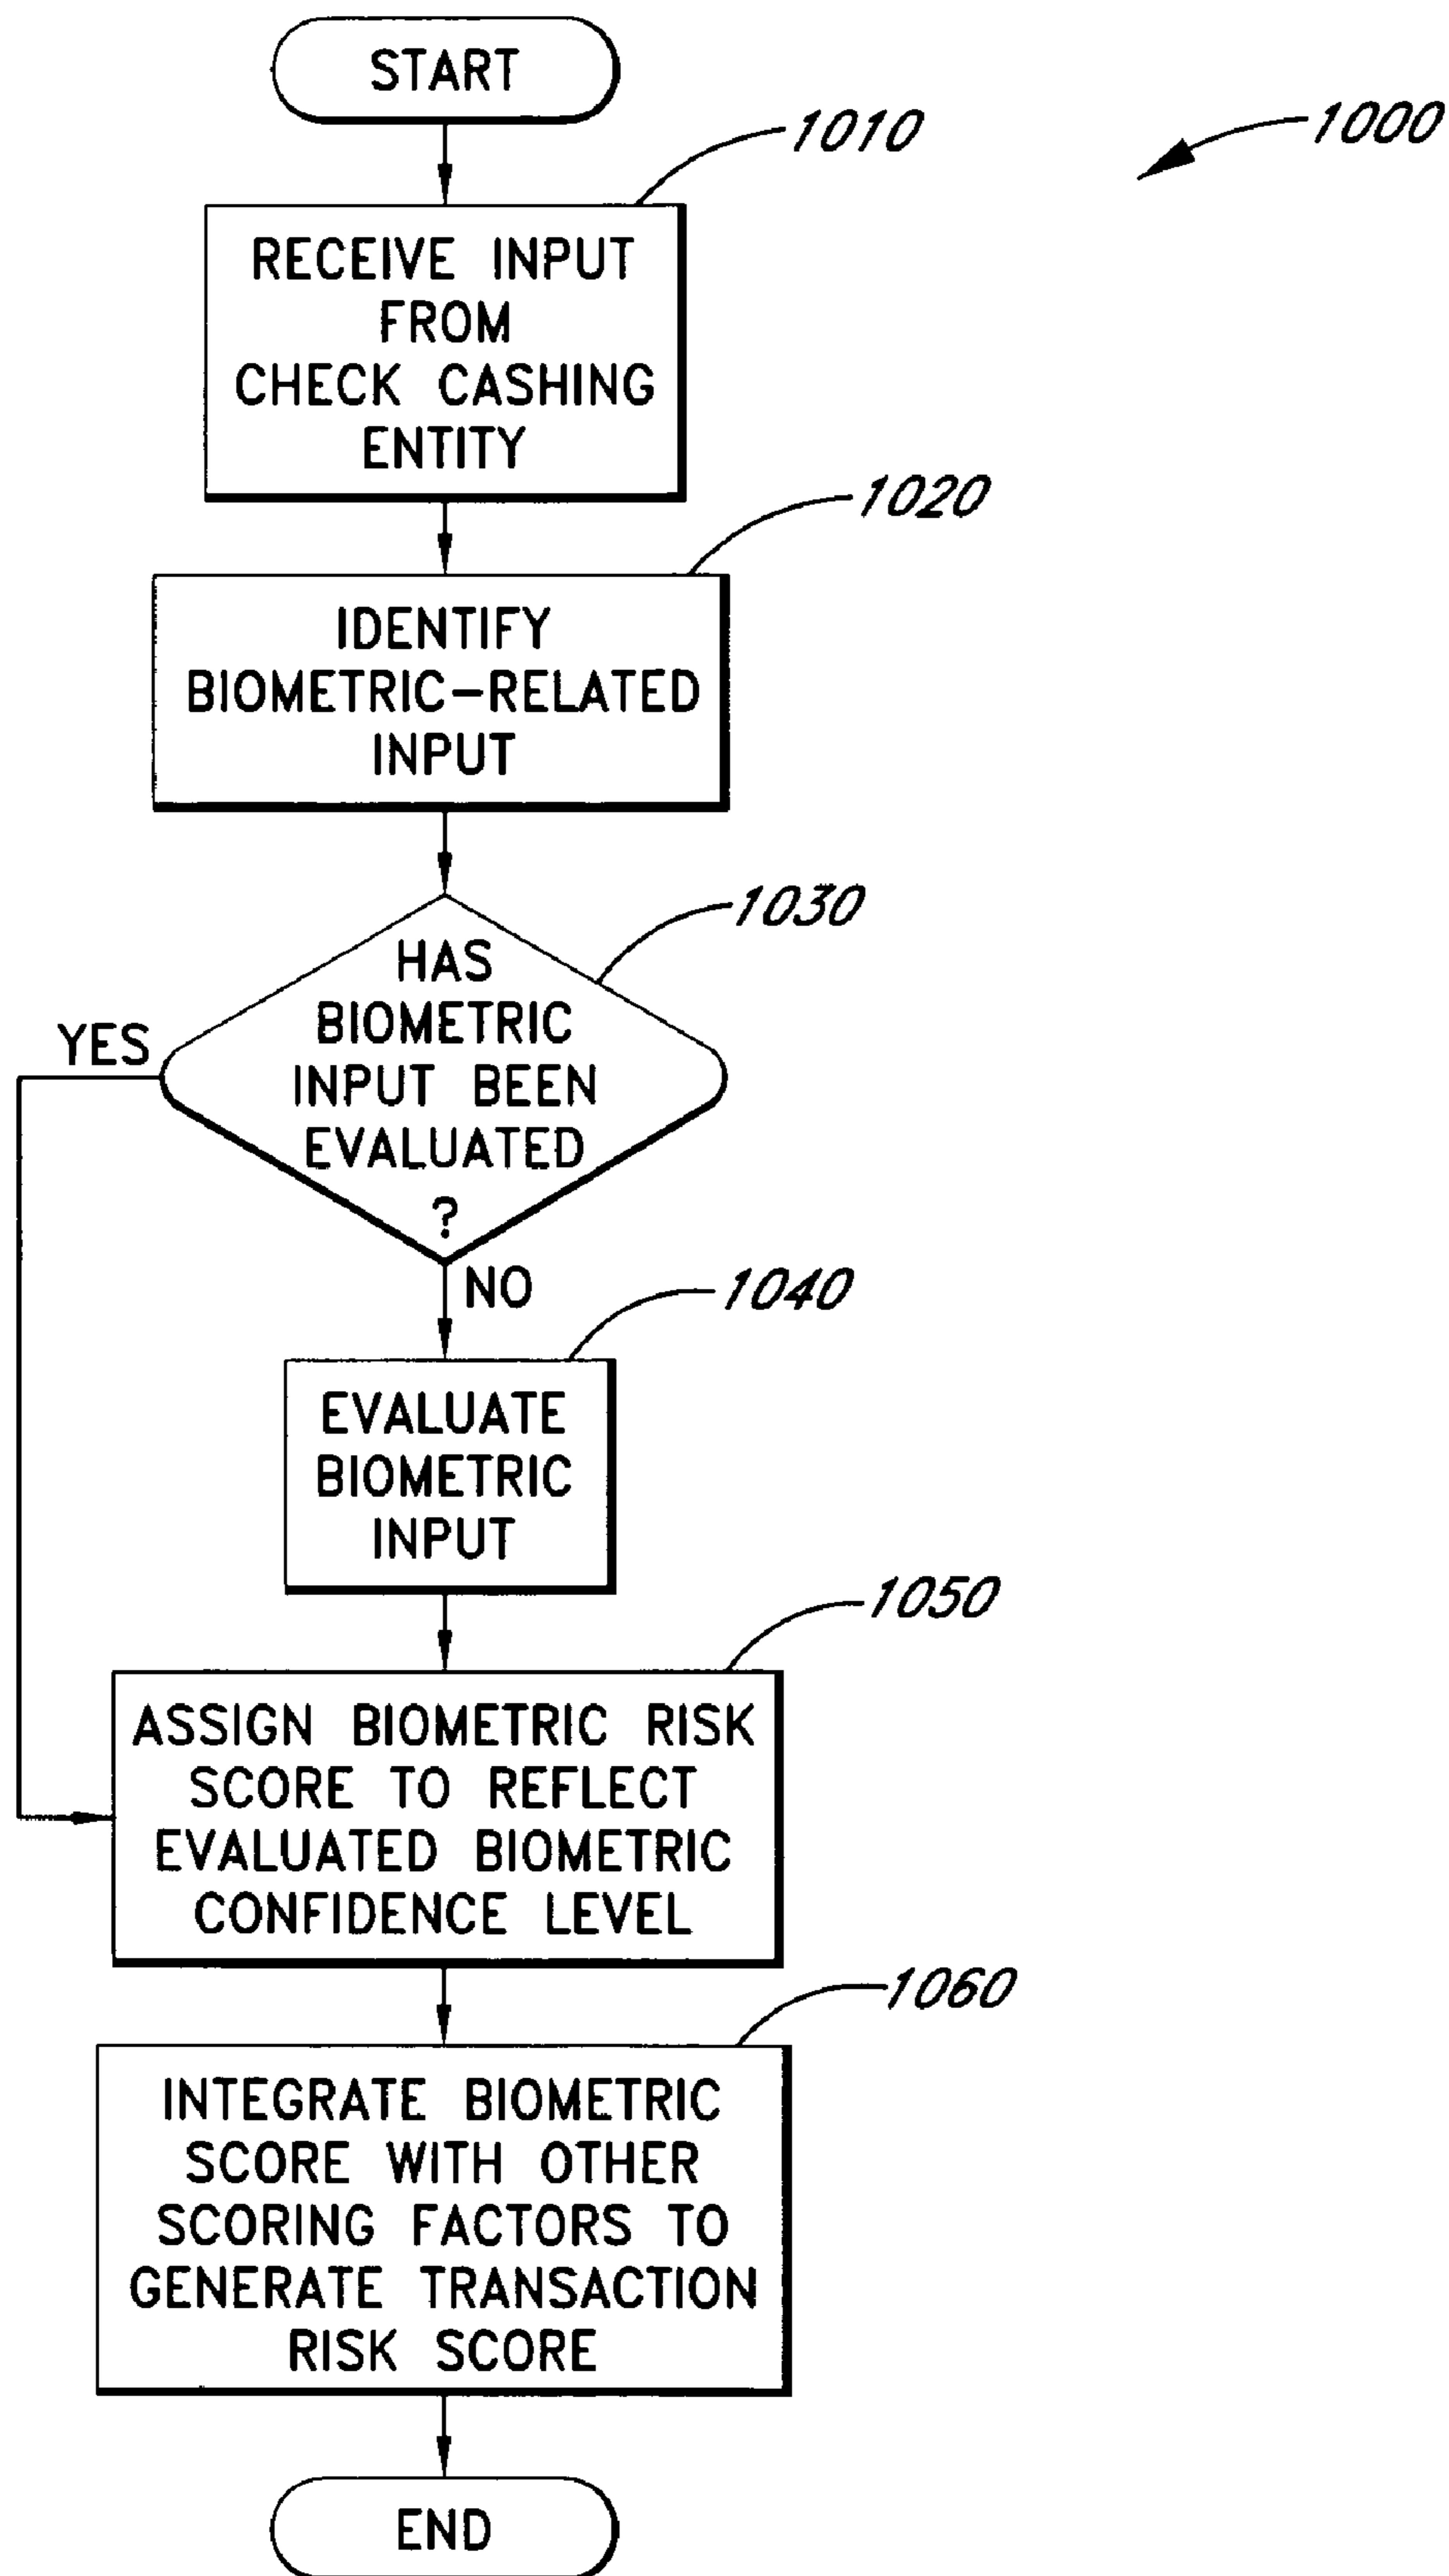 START
1010
1000
RECEIVE INPUT
FROM
CHECK CASHING
ENTITY
1020
IDENTIFY
BIOMETRIC-RELATED
INPUT
1030
HAS
BIOMETRIC
INPUT BEEN
EVALUATED
?
YES
NO
1040
EVALUATE
BIOMETRIC
INPUT
1050
ASSIGN BIOMETRIC RISK
SCORE TO REFLECT
EVALUATED BIOMETRIC
CONFIDENCE LEVEL
1060
INTEGRATE BIOMETRIC
SCORE WITH OTHER
SCORING FACTORS TO
GENERATE TRANSACTION
RISK SCORE
END